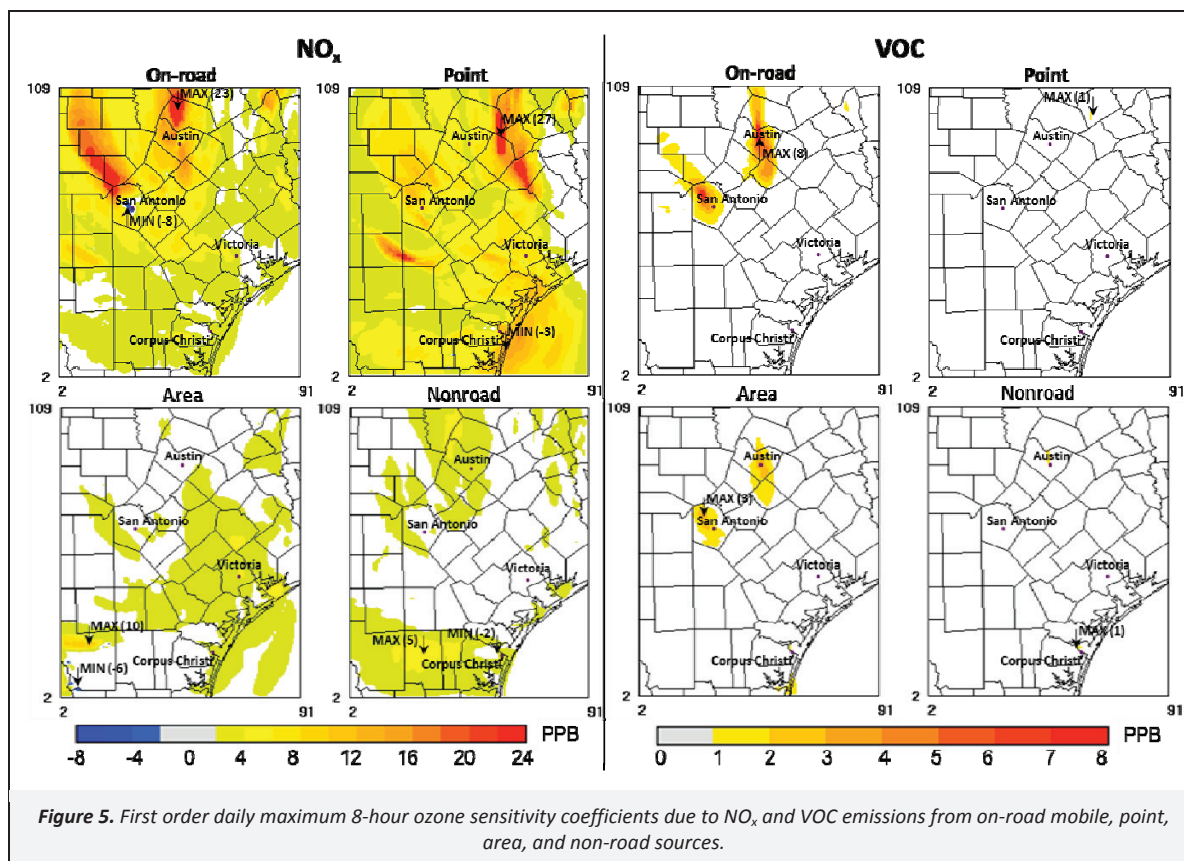 NOₓ
VOC
On-road
Point
On-road
Point
109
MAX (23)
Austin
San Antonio
MIN (-8)
Victoria
Corpus Christi
2
2
91
109
MAX (27)
Austin
San Antonio
Victoria
MIN (-3)
Corpus Christi
2
2
91
109
Austin
MAX (8)
San Antonio
Victoria
Corpus Christi
2
2
91
109
MAX (1)
Austin
San Antonio
Victoria
Corpus Christi
2
2
91
Area
Nonroad
Area
Nonroad
109
Austin
San Antonio
Victoria
MAX (10)
MIN (-6)
Corpus Christi
2
2
91
109
Austin
San Antonio
Victoria
MAX (5)
MIN (-2)
Corpus Christi
2
2
91
109
Austin
MAX (3)
San Antonio
Victoria
Corpus Christi
2
2
91
109
Austin
San Antonio
Victoria
MAX (1)
Corpus Christi
2
2
91
PPB
-8 -4 0 4 8 12 16 20 24
PPB
0 1 2 3 4 5 6 7 8
Figure 5. First order daily maximum 8-hour ozone sensitivity coefficients due to NOₓ and VOC emissions from on-road mobile, point,
area, and non-road sources.